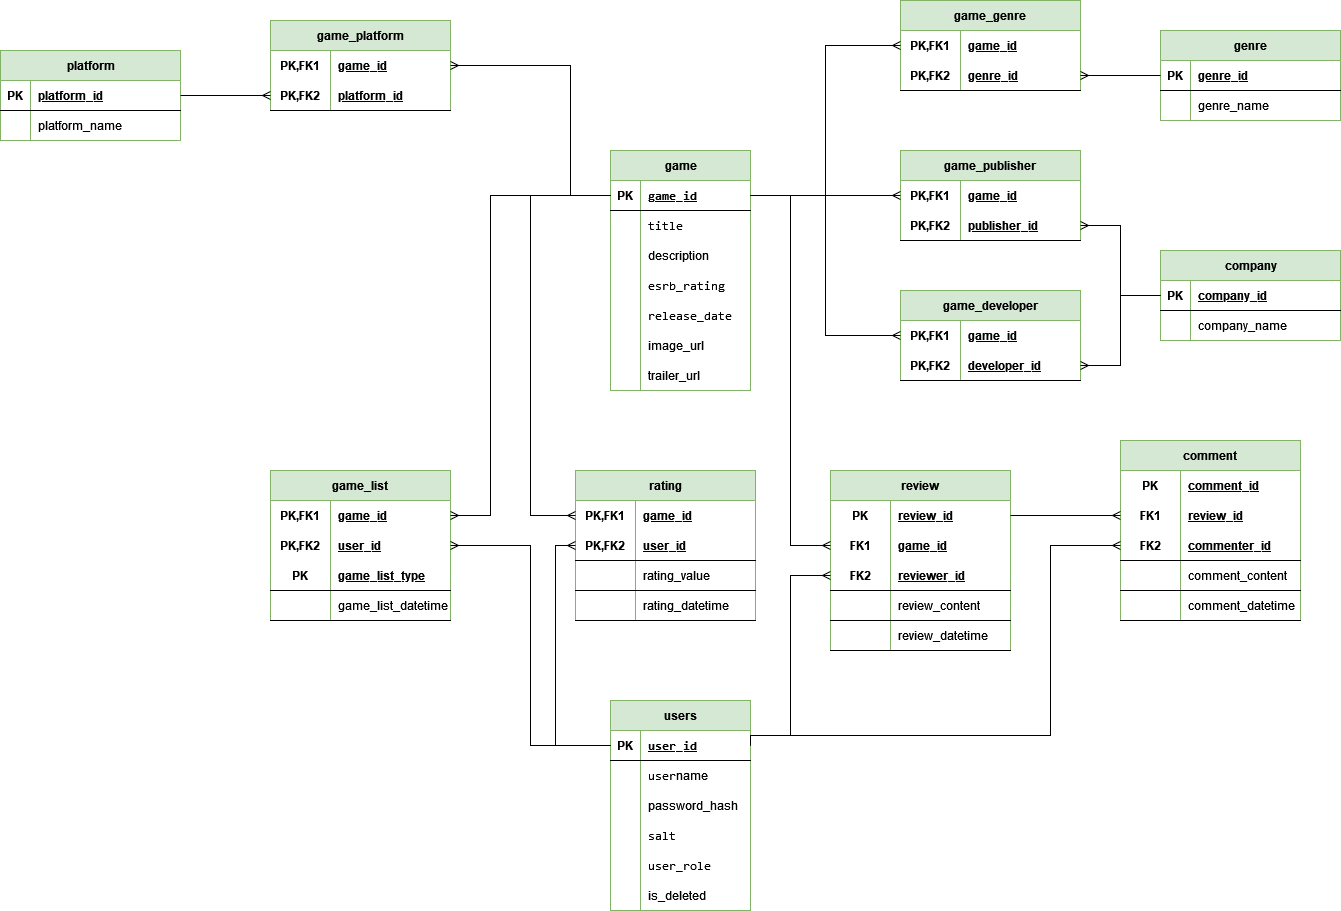 platform
PK platform_id
platform_name
game_platform
PK,FK1 game_id
PK,FK2 platform_id
game
PK game_id
title
description
esrb_rating
release_date
image_url
trailer_url
game_genre
PK,FK1 game_id
PK,FK2 genre_id
genre
PK genre_id
genre_name
game_publisher
PK,FK1 game_id
PK,FK2 publisher_id
game_developer
PK,FK1 game_id
PK,FK2 developer_id
company
PK company_id
company_name
game_list
PK,FK1 game_id
PK,FK2 user_id
PK game_list_type
game_list_datetime
rating
PK,FK1 game_id
PK,FK2 user_id
rating_value
rating_datetime
review
PK review_id
FK1 game_id
FK2 reviewer_id
review_content
review_datetime
comment
PK comment_id
FK1 review_id
FK2 commenter_id
comment_content
comment_datetime
users
PK user_id
username
password_hash
salt
user_role
is_deleted